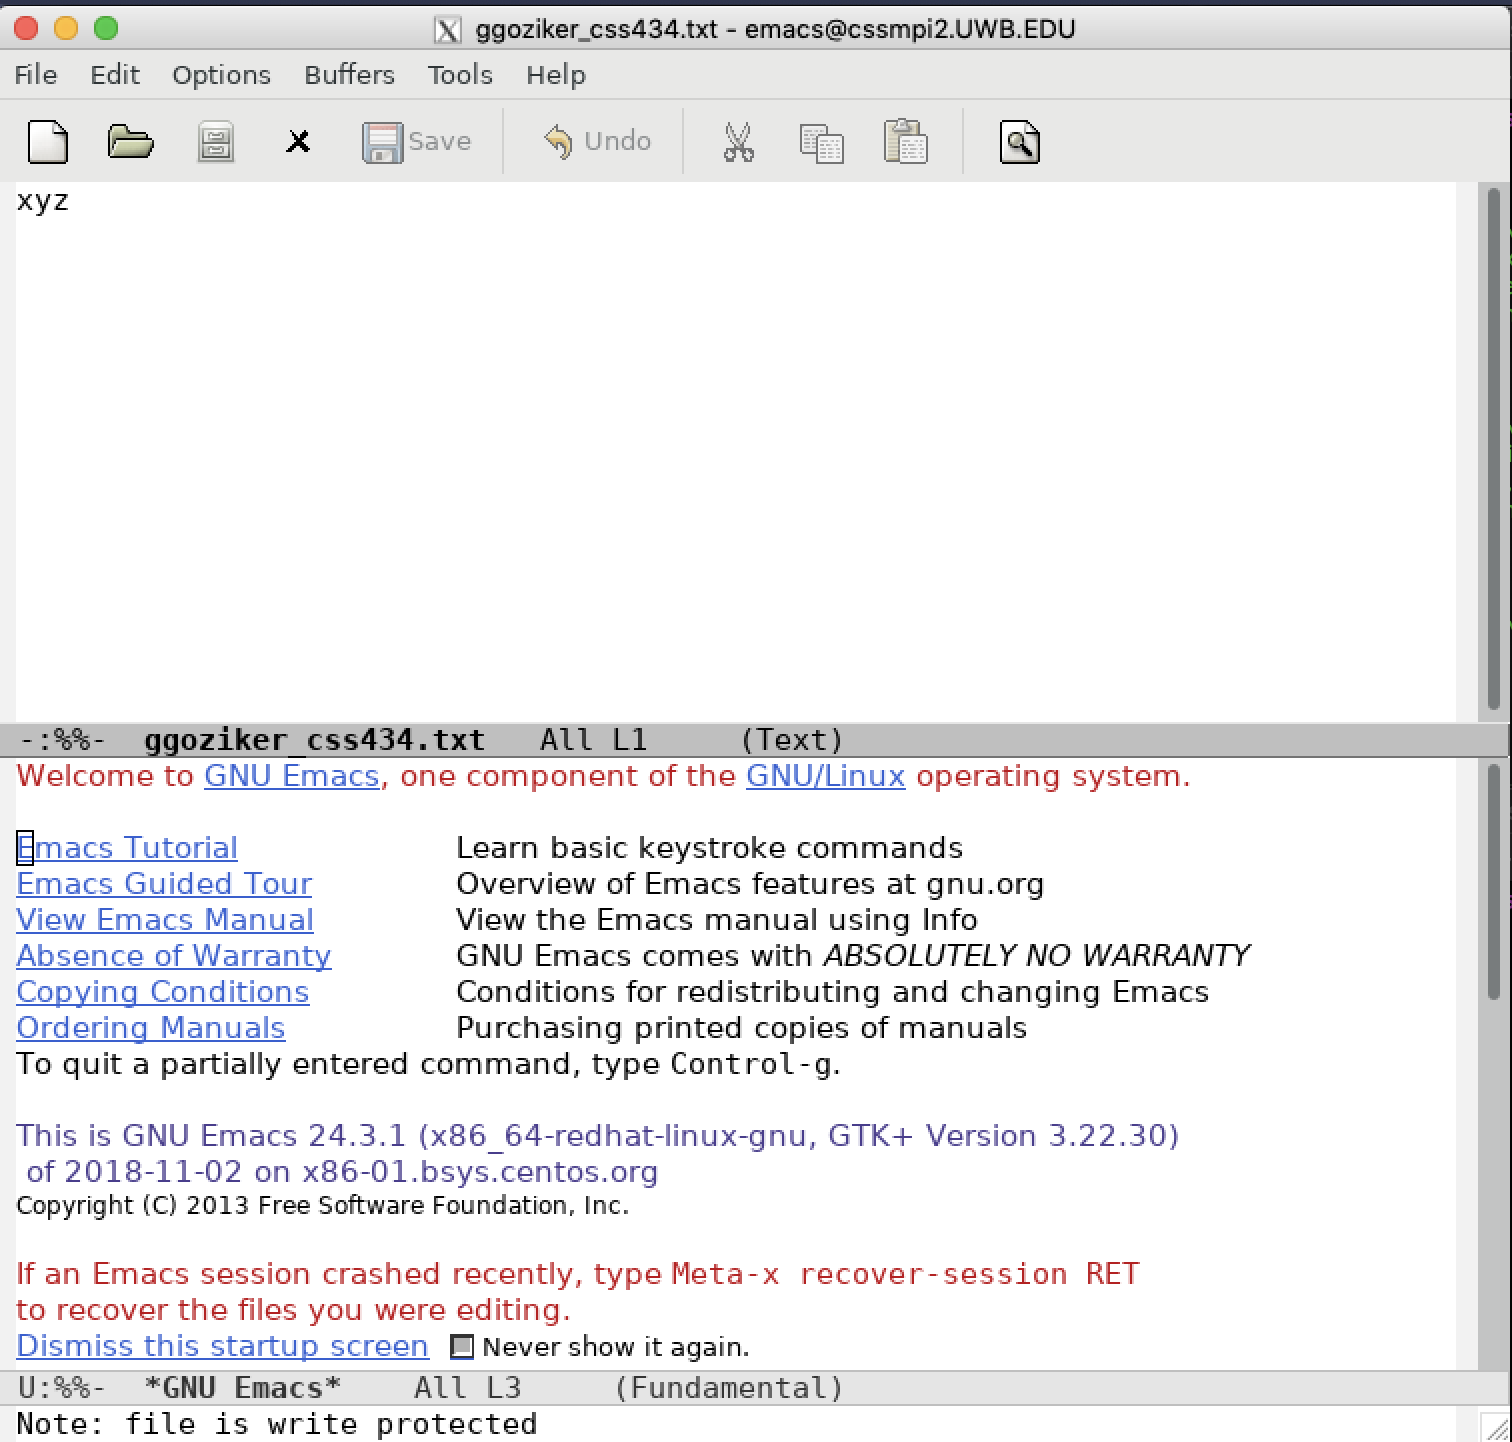 ggoziker_css434.txt - emacs@cssmpi2.UWB.EDU
File Edit Options Buffers Tools Help
Save Undo
xyz
-:%%-  ggoziker_css434.txt   All L1     (Text)
Welcome to GNU Emacs, one component of the GNU/Linux operating system.
Emacs Tutorial Learn basic keystroke commands
Emacs Guided Tour Overview of Emacs features at gnu.org
View Emacs Manual View the Emacs manual using Info
Absence of Warranty GNU Emacs comes with ABSOLUTELY NO WARRANTY
Copying Conditions Conditions for redistributing and changing Emacs
Ordering Manuals Purchasing printed copies of manuals
To quit a partially entered command, type Control-g.
This is GNU Emacs 24.3.1 (x86_64-redhat-linux-gnu, GTK+ Version 3.22.30)
of 2018-11-02 on x86-01.bsys.centos.org
Copyright (C) 2013 Free Software Foundation, Inc.
If an Emacs session crashed recently, type Meta-x recover-session RET
to recover the files you were editing.
Dismiss this startup screen Never show it again.
U:%%-  *GNU Emacs*    All L3     (Fundamental)
Note: file is write protected